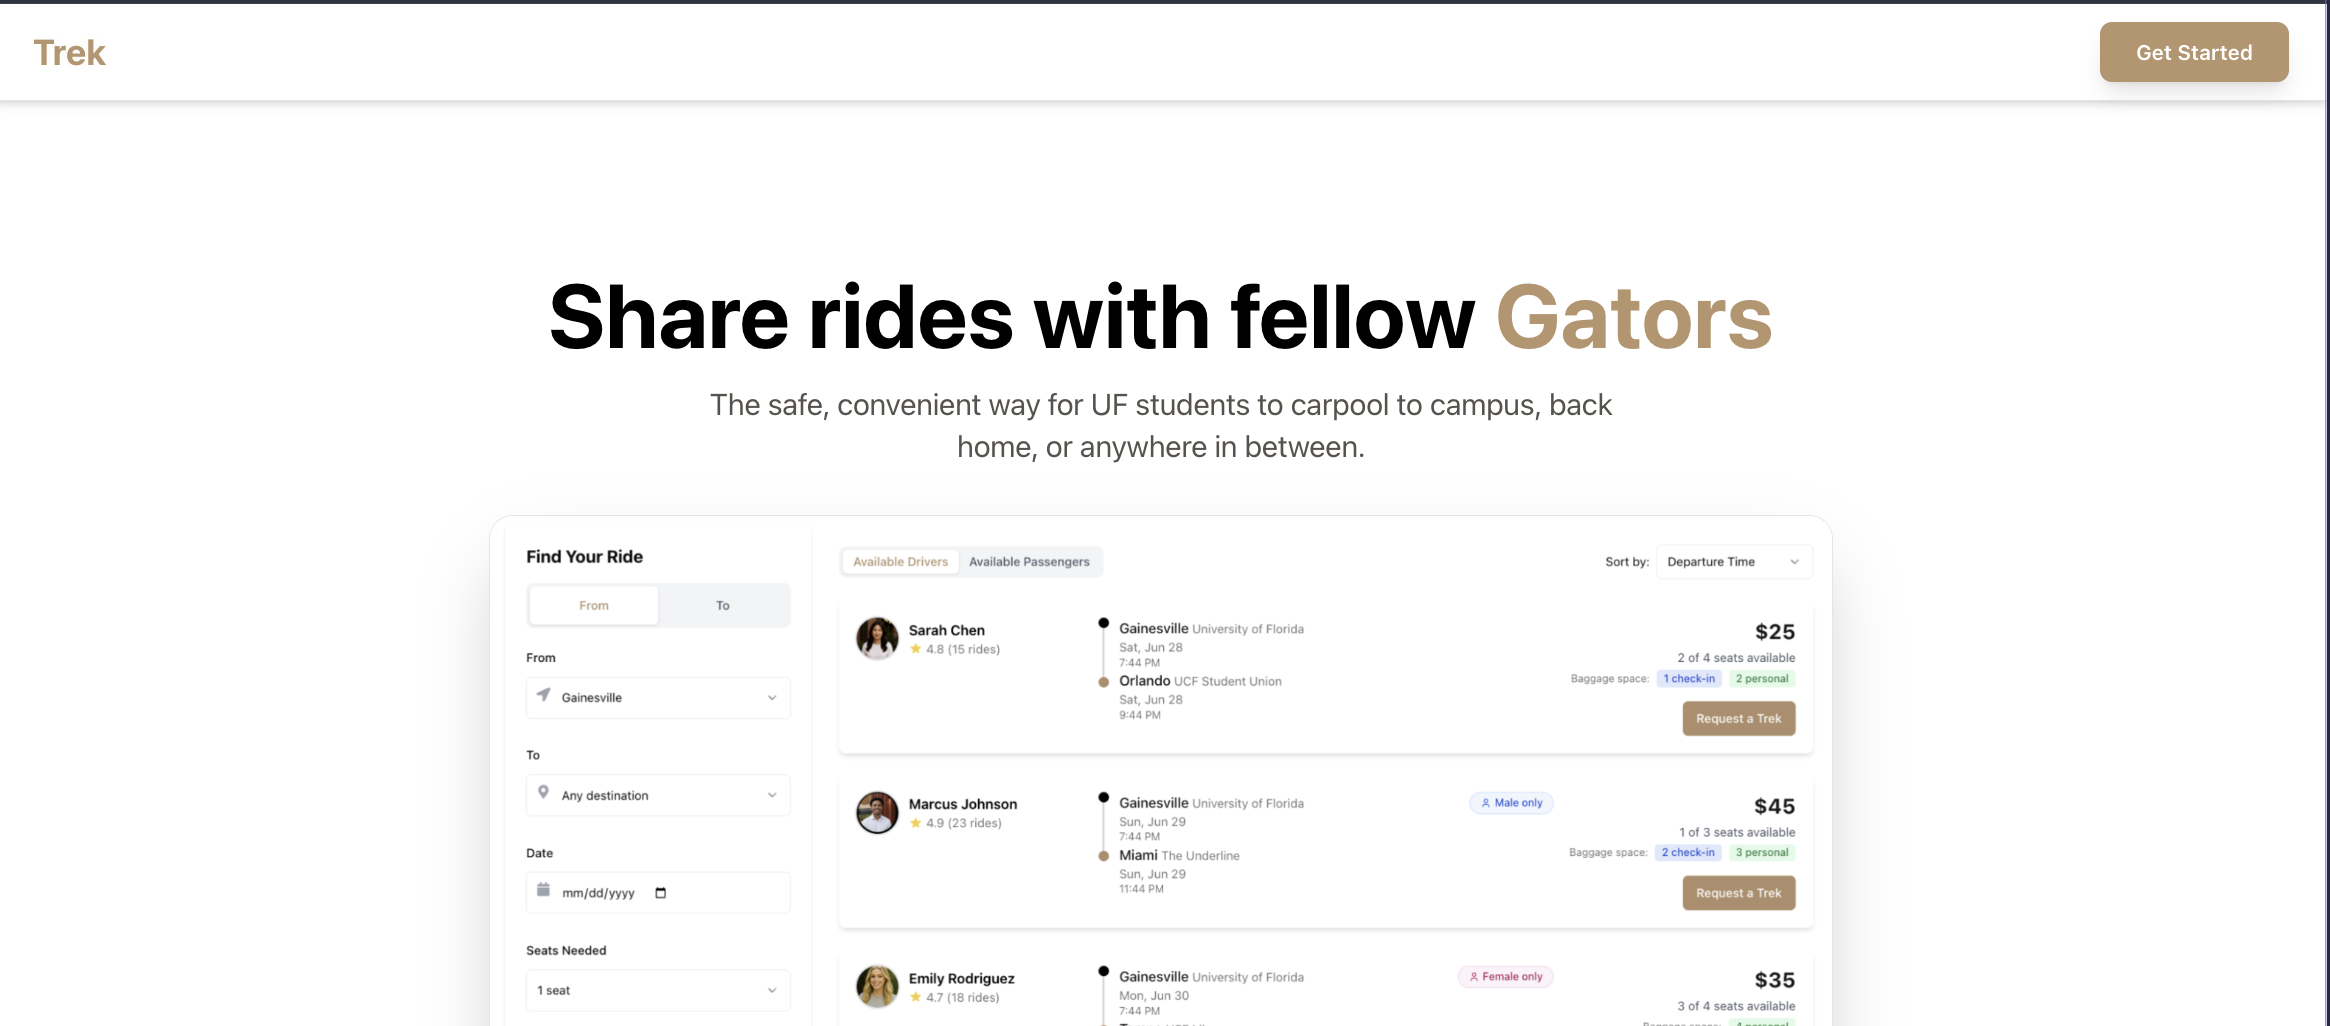 Trek
Get Started
Share rides with fellow Gators
The safe, convenient way for UF students to carpool to campus, back
home, or anywhere in between.
Find Your Ride
From To
From
Gainesville
To
Any destination
Date
mm/dd/yyyy
Seats Needed
1 seat
Available Drivers Available Passengers
Sort by: Departure Time
Sarah Chen
4.8 (15 rides)
Gainesville University of Florida
Sat, Jun 28
7:44 PM
Orlando UCF Student Union
Sat, Jun 28
9:44 PM
$25
2 of 4 seats available
Baggage space: 1 check-in 2 personal
Request a Trek
Marcus Johnson
4.9 (23 rides)
Gainesville University of Florida
Sun, Jun 29
7:44 PM
Miami The Underline
Sun, Jun 29
11:44 PM
Male only
$45
1 of 3 seats available
Baggage space: 2 check-in 3 personal
Request a Trek
Emily Rodriguez
4.7 (18 rides)
Gainesville University of Florida
Mon, Jun 30
7:44 PM
Female only
$35
3 of 4 seats available